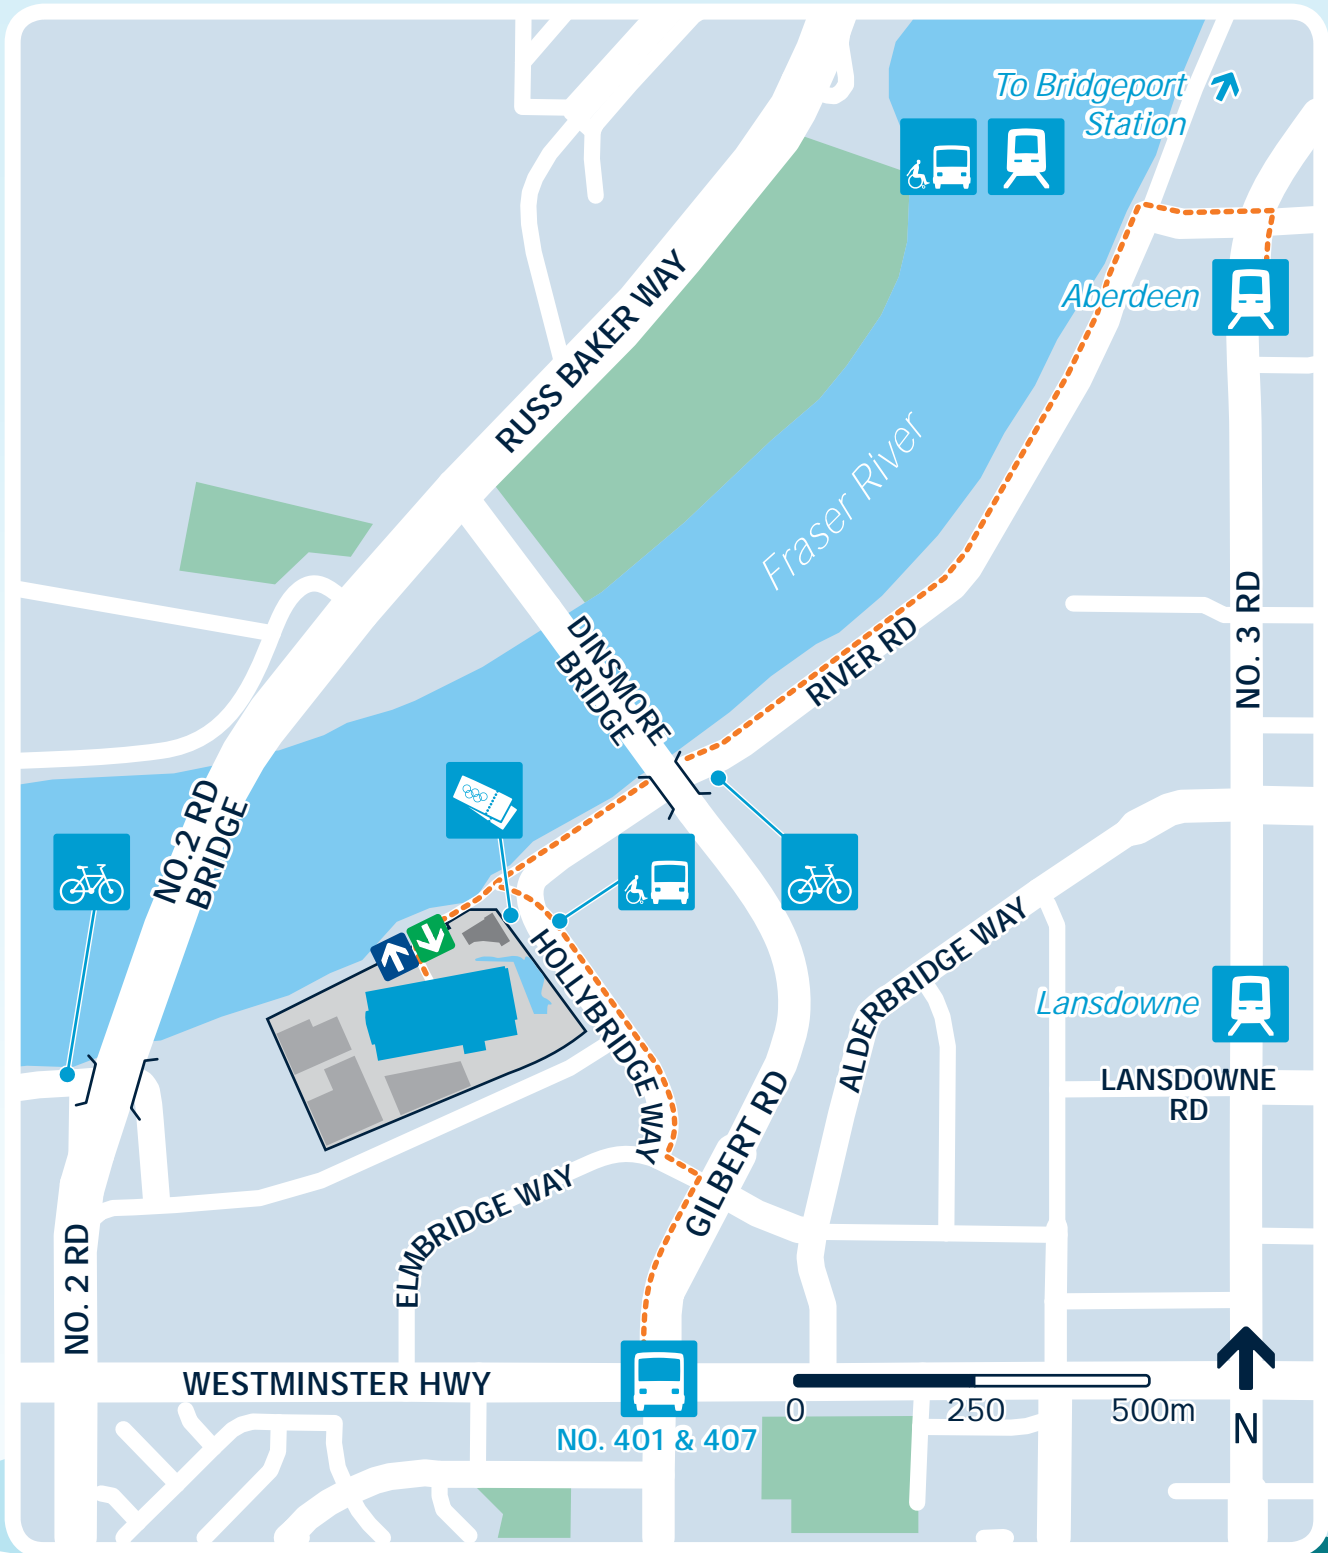 To Bridgeport
Station
Aberdeen
RUSS BAKER WAY
Fraser River
NO. 3 RD
DINSMORE
BRIDGE
RIVER RD
NO.2 RD
BRIDGE
HOLLYBRIDGE WAY
ALDERBRIDGE WAY
Lansdowne
LANSDOWNE
RD
GILBERT RD
ELMBRIDGE WAY
NO. 2 RD
WESTMINSTER HWY
NO. 401 & 407
0
250
500m
N